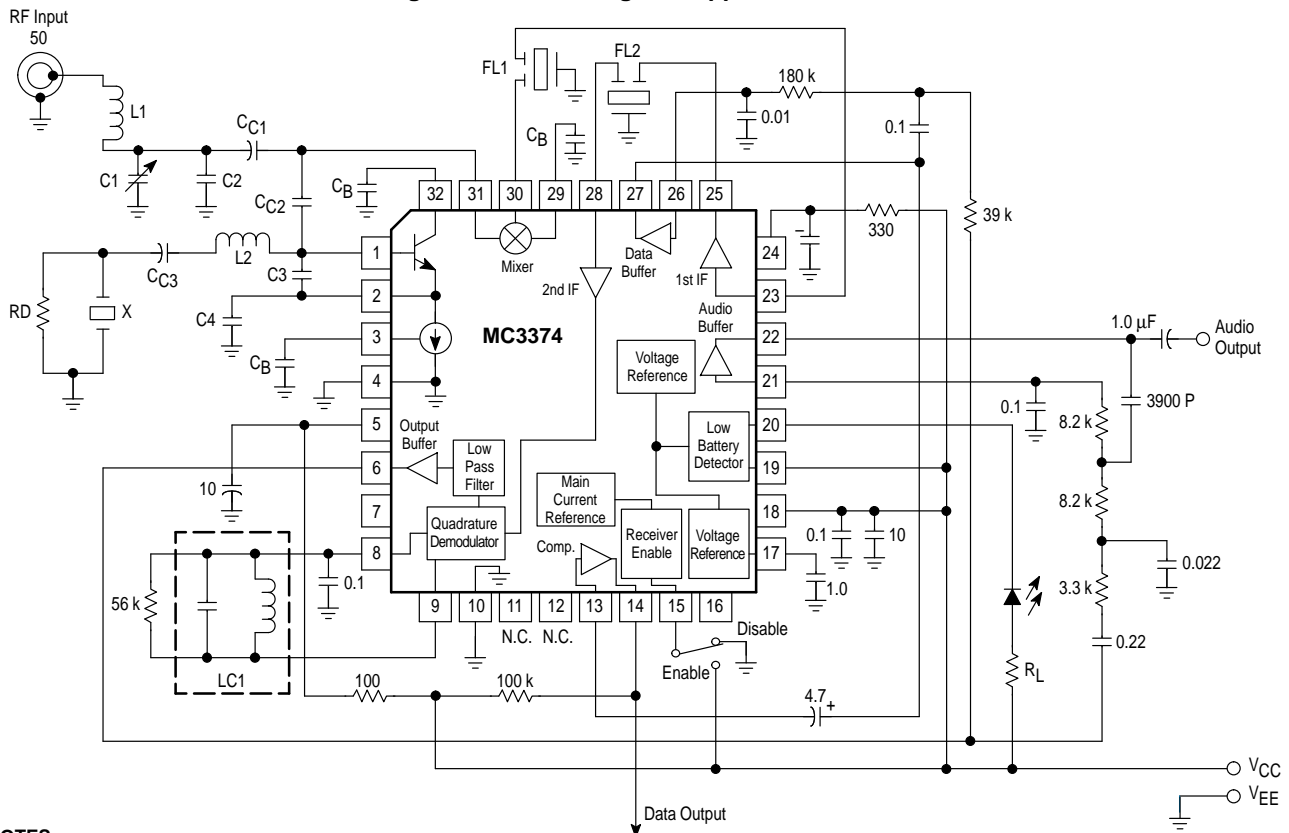 RF Input
50
L1
C1
C2
CC1
CC2
CB
FL1
CB
FL2
180 k
0.01
0.1
39 k
32
31
30
29
28
27
26
25
Mixer
2nd IF
Data
Buffer
1st IF
330
CC3
L2
C3
RD
X
C4
CB
1
2
3
4
5
6
7
8
MC3374
Voltage
Reference
Audio
Buffer
24
23
22
21
20
19
18
17
1.0 µF
Audio
Output
3900 P
0.1
8.2 k
8.2 k
0.022
3.3 k
0.22
Output
Buffer
Low
Pass
Filter
Low
Battery
Detector
Main
Current
Reference
Quadrature
Demodulator
Comp.
Receiver
Enable
Voltage
Reference
0.1
10
1.0
10
56 k
0.1
LC1
9
10
11
12
13
14
15
16
N.C.
N.C.
Disable
Enable
100
100 k
4.7
+
RL
VCC
VEE
Data Output